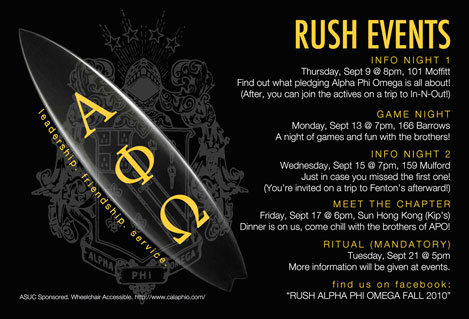 RUSH EVENTS
INFO NIGHT 1
Thursday, Sept 9 @ 8pm, 101 Moffitt
Find out what pledging Alpha Phi Omega is all about!
(After, you can join the actives on a trip to In-N-Out!)
GAME NIGHT
Monday, Sept 13 @ 7pm, 166 Barrows
A night of games and fun with the brothers!
INFO NIGHT 2
Wednesday, Sept 15 @ 7pm, 159 Mulford
Just in case you missed the first one!
(You're invited on a trip to Fenton's afterward!)
MEET THE CHAPTER
Friday, Sept 17 @ 6pm, Sun Hong Kong (Kip's)
Dinner is on us, come chill with the brothers of APO!
RITUAL (MANDATORY)
Tuesday, Sept 21 @ 5pm
More information will be given at events.
find us on facebook:
"RUSH ALPHA PHI OMEGA FALL 2010"
Α
Φ
Ω
leadership. friendship. service.
ALPHA PHI OMEGA
ASUC Sponsored. Wheelchair Accessible. http://www.calaphio.com/